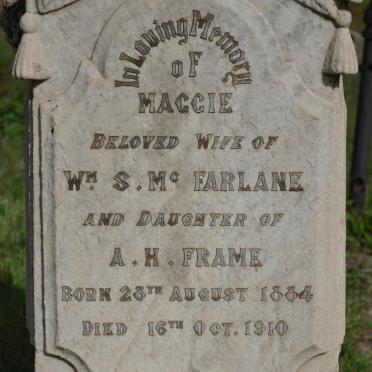 In Loving Memory
of
MAGGIE
BELOVED WIFE OF
WM S. MC FARLANE
AND DAUGHTER OF
A. H. FRAME
BORN 28TH AUGUST 1884
DIED 16TH OCT. 1910